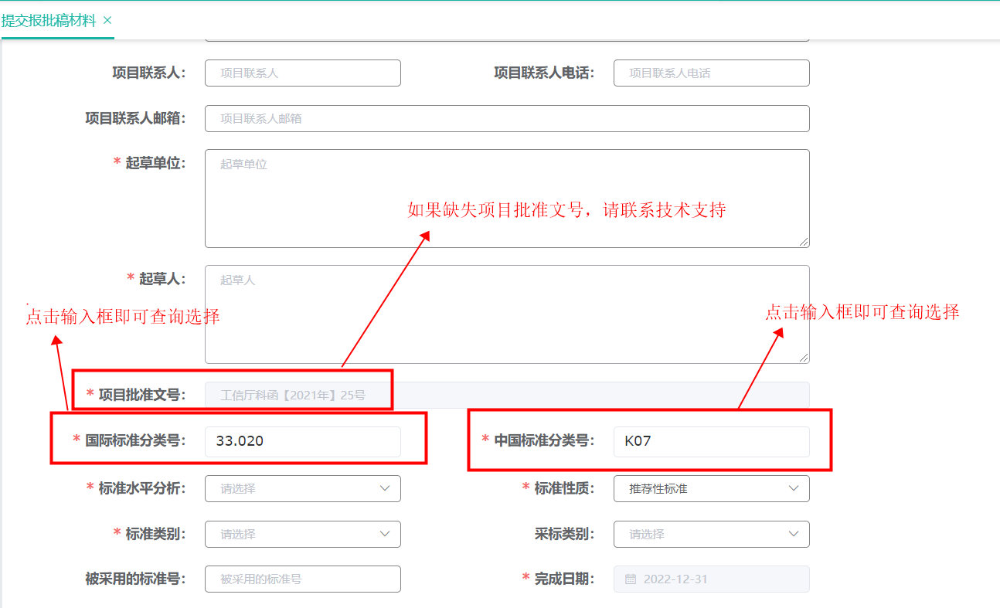 提交报批稿材料 ×
项目联系人： 项目联系人 项目联系人电话： 项目联系人电话
项目联系人邮箱： 项目联系人邮箱
* 起草单位： 起草单位
如果缺失项目批准文号，请联系技术支持
* 起草人： 起草人
点击输入框即可查询选择 点击输入框即可查询选择
* 项目批准文号： 工信厅科函【2021年】25号
* 国际标准分类号： 33.020 * 中国标准分类号： K07
* 标准水平分析： 请选择 * 标准性质： 推荐性标准
* 标准类别： 请选择 采标类别： 请选择
被采用的标准号： 被采用的标准号 * 完成日期： 2022-12-31